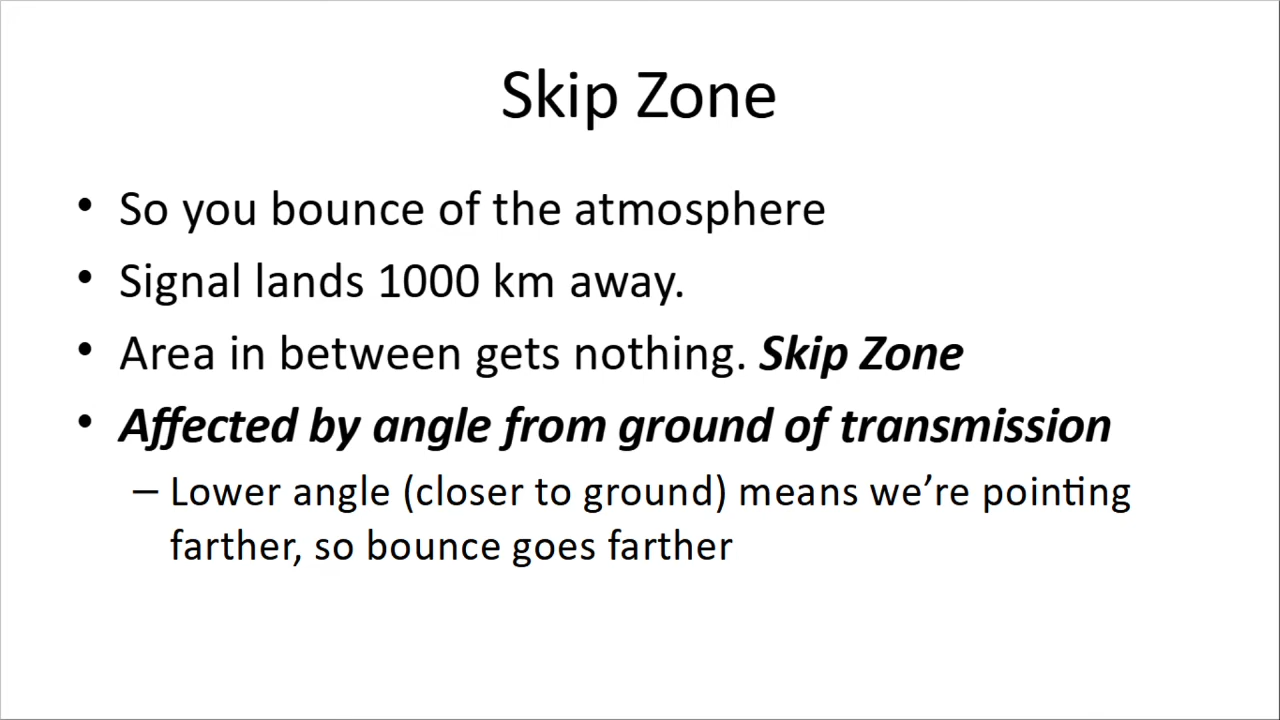 Skip Zone
• So you bounce of the atmosphere
• Signal lands 1000 km away.
• Area in between gets nothing. Skip Zone
• Affected by angle from ground of transmission
– Lower angle (closer to ground) means we’re pointing
farther, so bounce goes farther